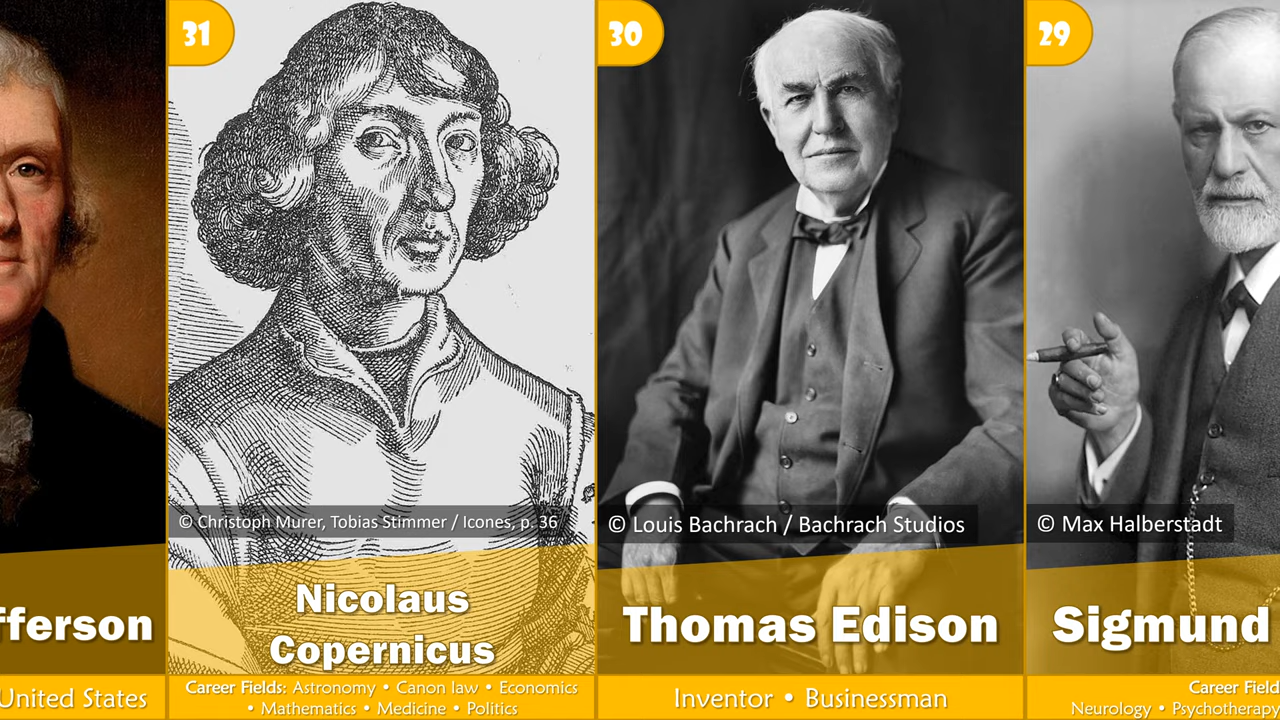 fferson
United States
31
© Christoph Murer, Tobias Stimmer / Icones, p. 36
Nicolaus
Copernicus
Career Fields: Astronomy • Canon law • Economics
• Mathematics • Medicine • Politics
30
© Louis Bachrach / Bachrach Studios
Thomas Edison
Inventor • Businessman
29
© Max Halberstadt
Sigmund
Career Field
Neurology • Psychotherapy